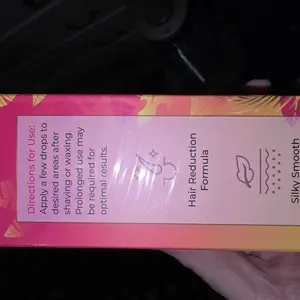 Directions for Use:
Apply a few drops to
desired areas after
shaving or waxing.
Prolonged use may
be required for
optimal results.
Hair Reduction
Formula
Silky Smooth